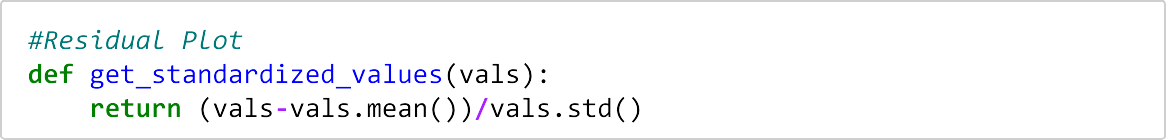 #Residual Plot
def get_standardized_values(vals):
    return (vals-vals.mean())/vals.std()